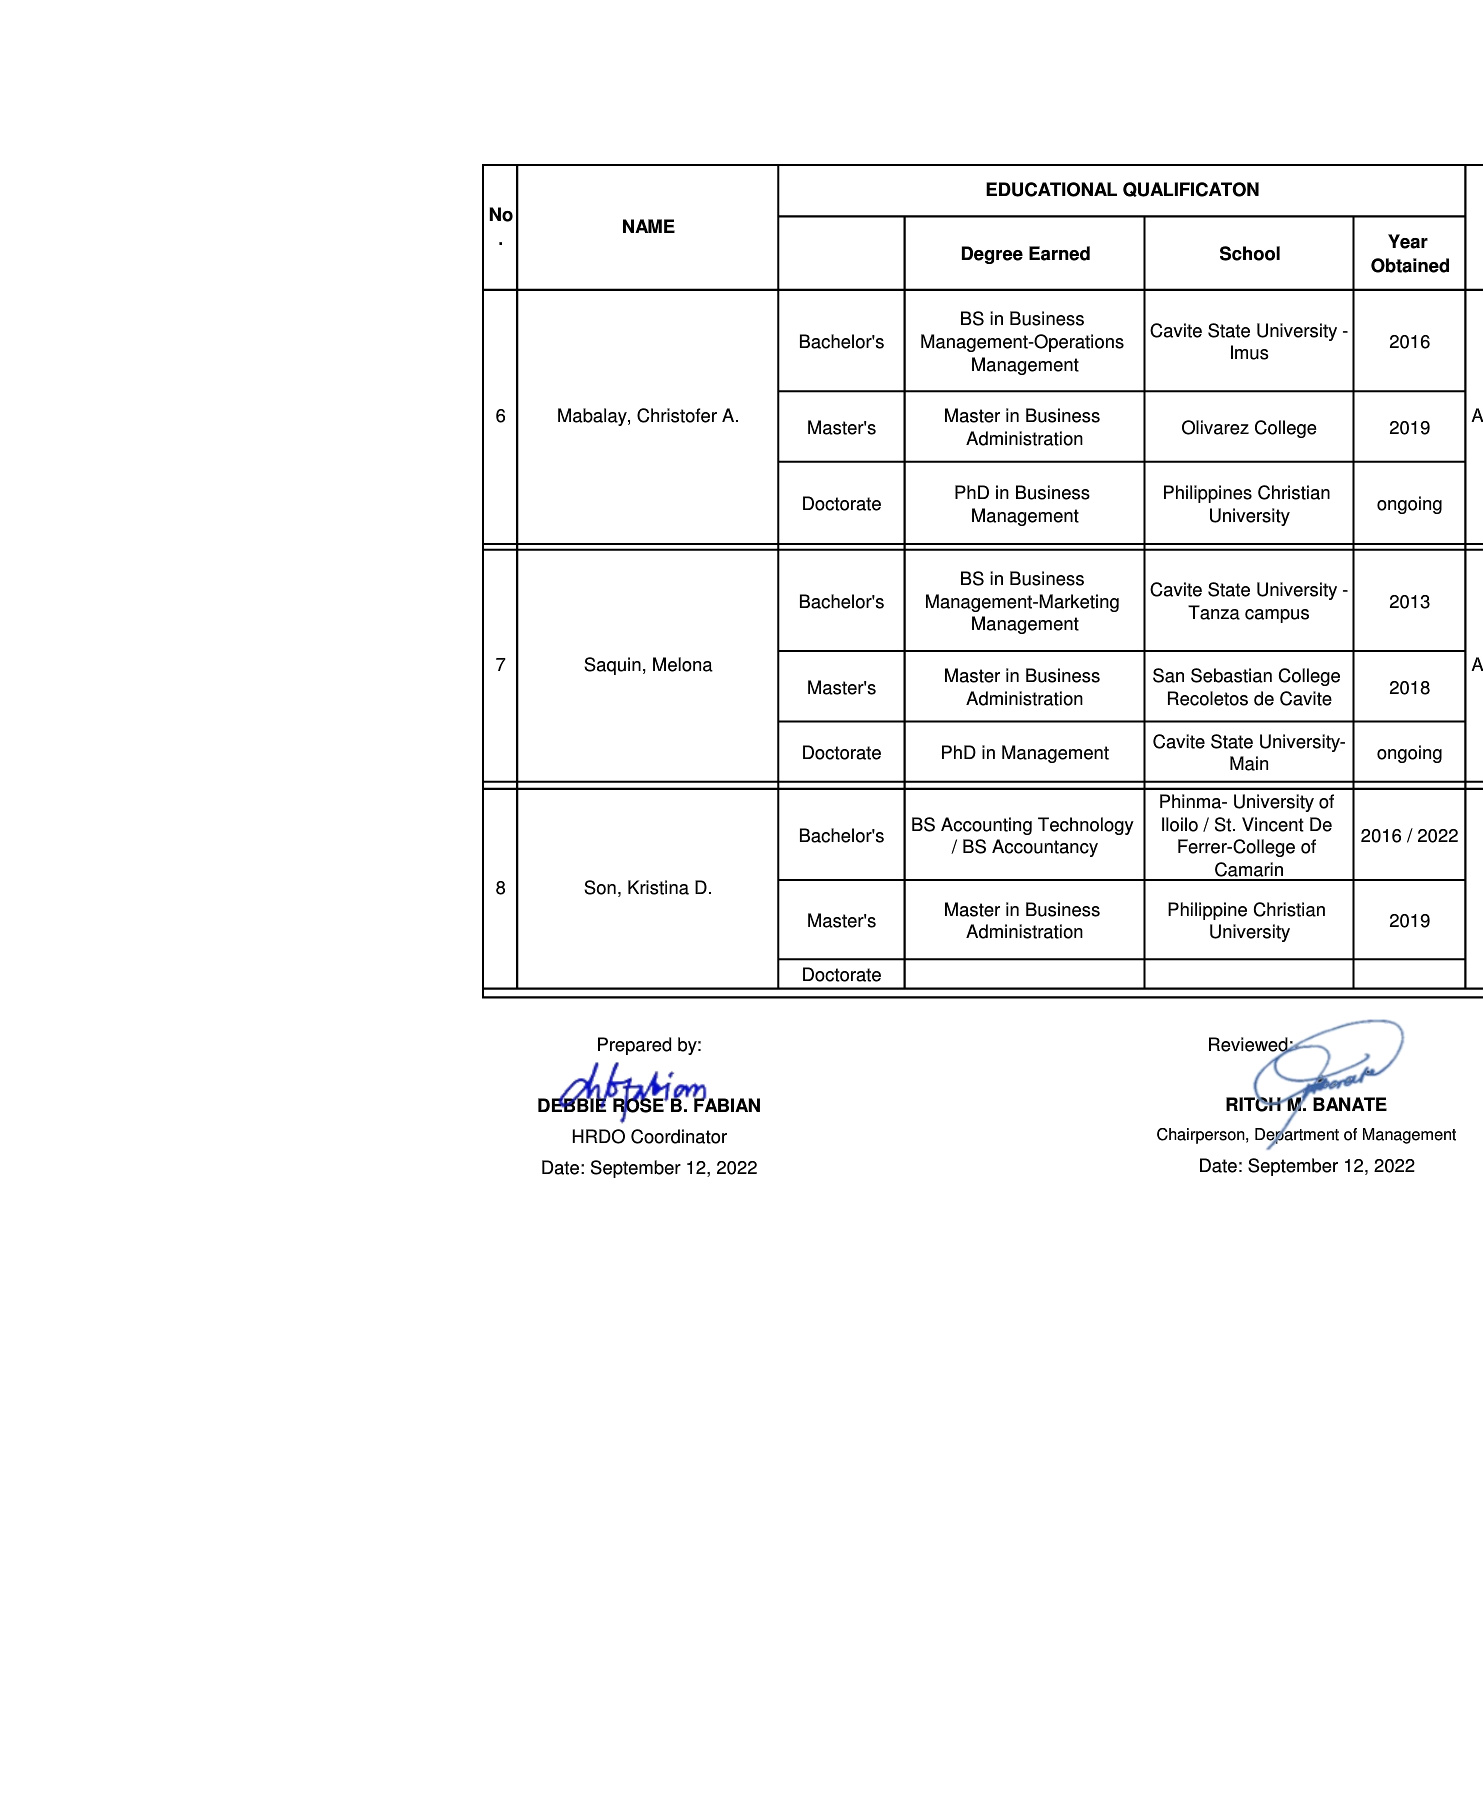 EDUCATIONAL QUALIFICATON
No
.
NAME
Degree Earned
School
Year
Obtained
6
Mabalay, Christofer A.
Bachelor's
BS in Business
Management-Operations
Management
Cavite State University -
Imus
2016
Master's
Master in Business
Administration
Olivarez College
2019
A
Doctorate
PhD in Business
Management
Philippines Christian
University
ongoing
7
Saquin, Melona
Bachelor's
BS in Business
Management-Marketing
Management
Cavite State University -
Tanza campus
2013
Master's
Master in Business
Administration
San Sebastian College
Recoletos de Cavite
2018
A
Doctorate
PhD in Management
Cavite State University-
Main
ongoing
8
Son, Kristina D.
Bachelor's
BS Accounting Technology
/ BS Accountancy
Phinma- University of
Iloilo / St. Vincent De
Ferrer-College of
Camarin
2016 / 2022
Master's
Master in Business
Administration
Philippine Christian
University
2019
Doctorate
Prepared by:
DEBBIE ROSE B. FABIAN
HRDO Coordinator
Date: September 12, 2022
Reviewed:
RITCH M. BANATE
Chairperson, Department of Management
Date: September 12, 2022